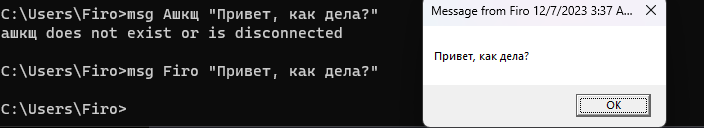 C:\Users\Firo>msg Ашкщ "Привет, как дела?"
ашкщ does not exist or is disconnected
C:\Users\Firo>msg Firo "Привет, как дела?"
C:\Users\Firo>
Message from Firo 12/7/2023 3:37 A...
Привет, как дела?
OK